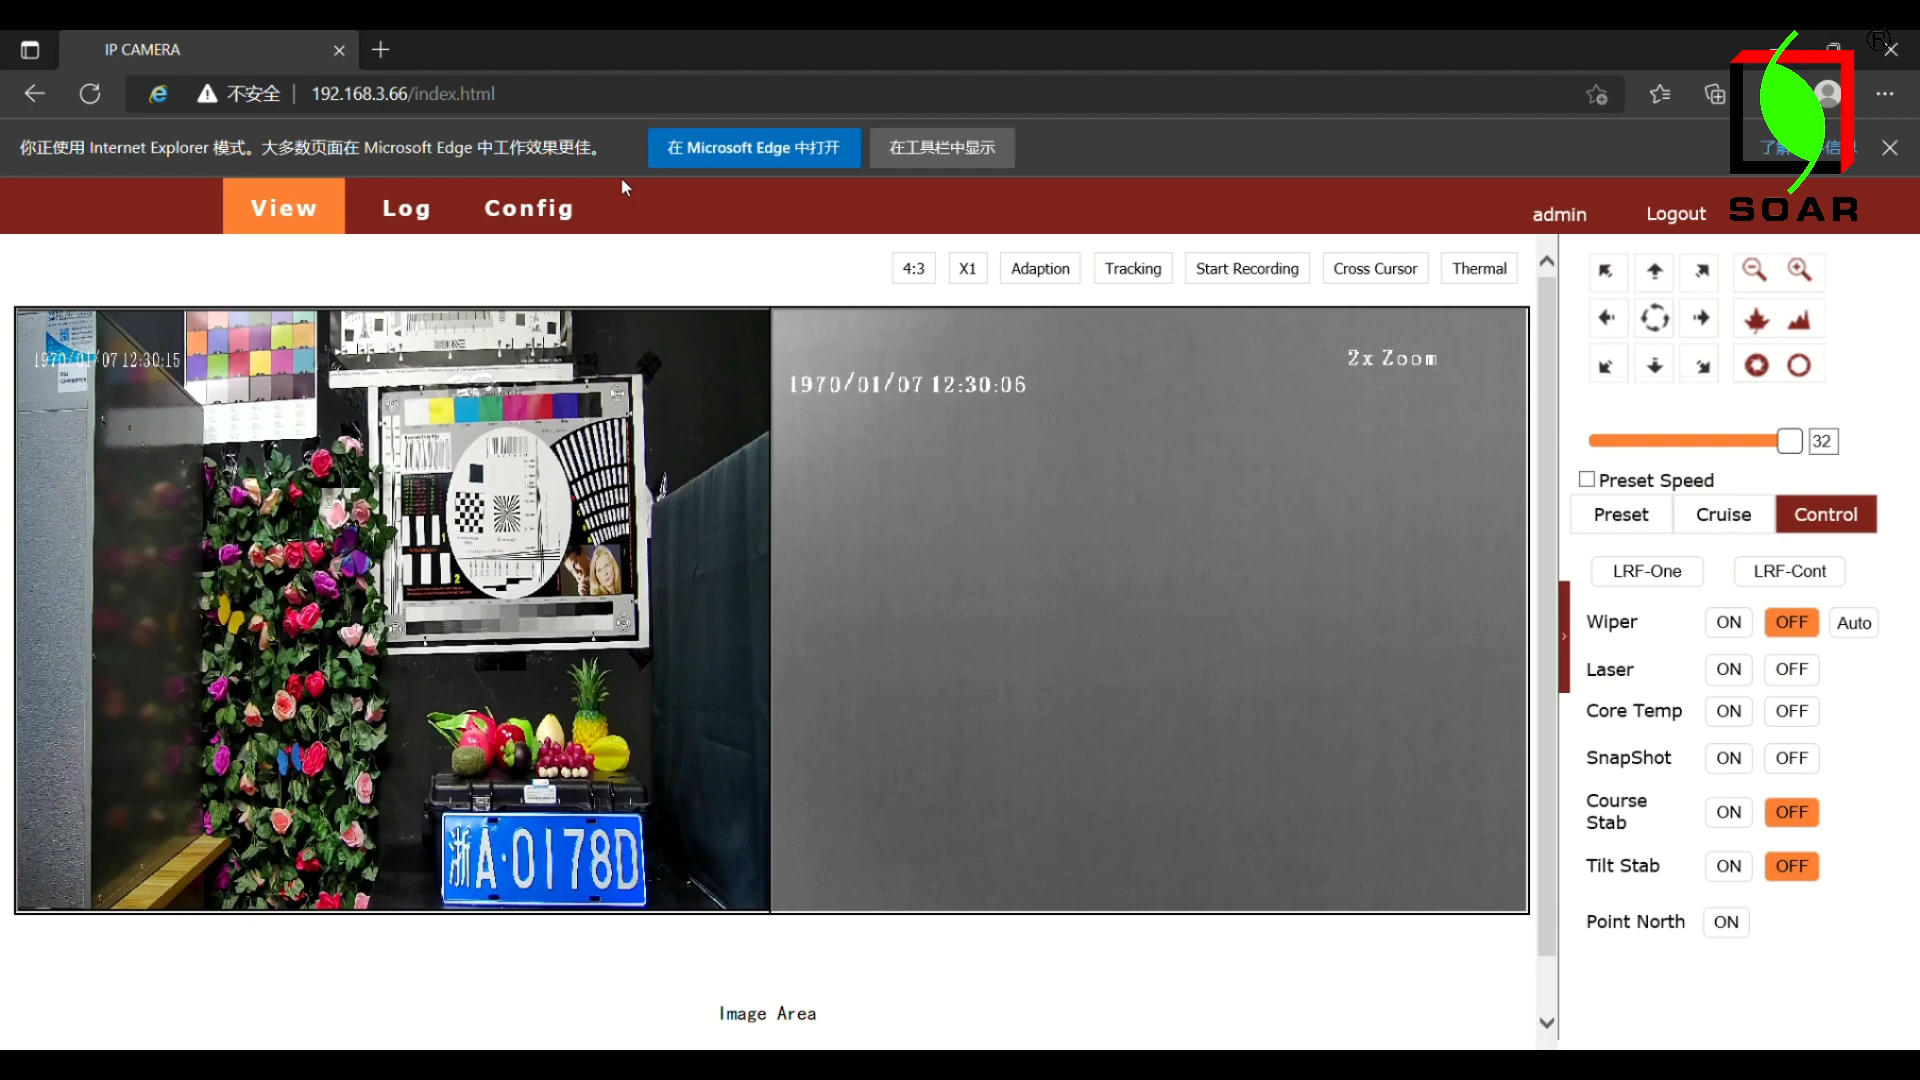 IP CAMERA
不安全 | 192.168.3.66/index.html
你正使用 Internet Explorer 模式。大多数页面在 Microsoft Edge 中工作效果更佳。 在 Microsoft Edge 中打开 在工具栏中显示
View Log Config admin Logout
SOAR
®
4:3 X1 Adaption Tracking Start Recording Cross Cursor Thermal
1970/01/07 12:30:15
2x Zoom
1970/01/07 12:30:06
浙A·0178D
Image Area
32
Preset Speed
Preset Cruise Control
LRF-One LRF-Cont
Wiper ON OFF Auto
Laser ON OFF
Core Temp ON OFF
SnapShot ON OFF
Course
Stab ON OFF
Tilt Stab ON OFF
Point North ON